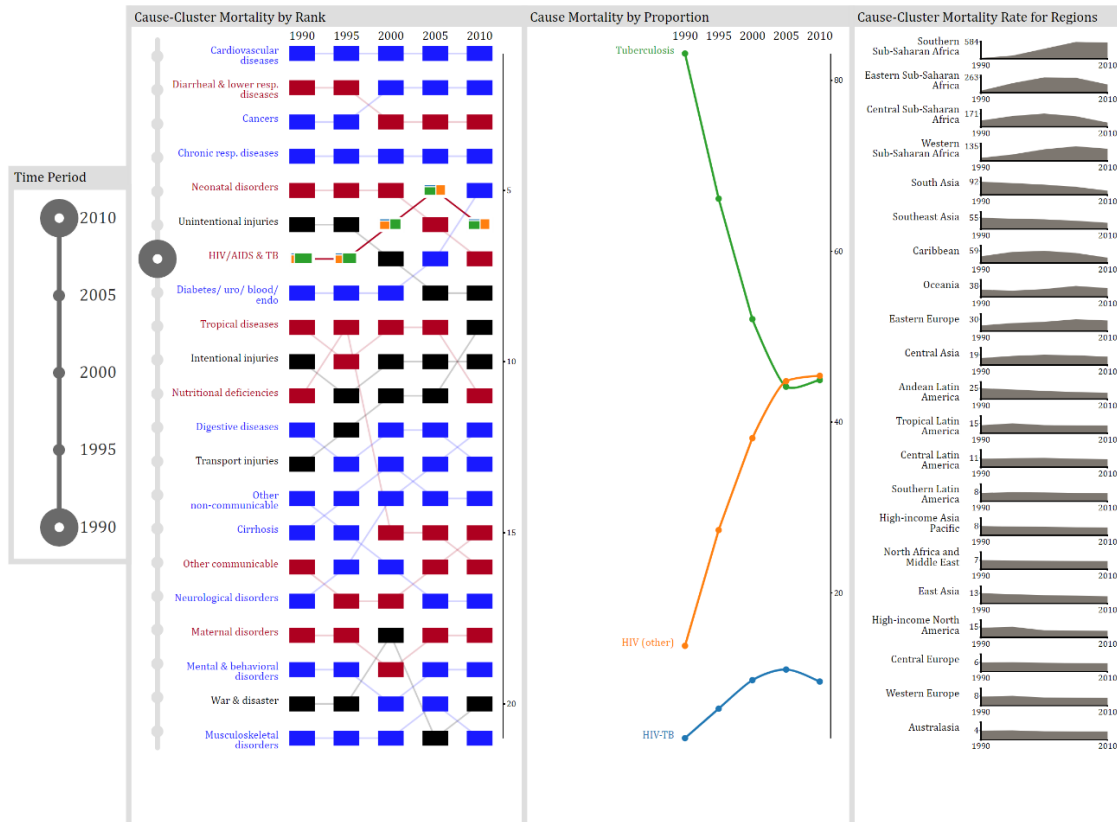 Cause-Cluster Mortality by Rank
Cause Mortality by Proportion
Cause-Cluster Mortality Rate for Regions
Time Period
2010
2005
2000
1995
1990
1990 1995 2000 2005 2010
Cardiovascular
diseases
Diarrheal & lower resp.
diseases
Cancers
Chronic resp. diseases
Neonatal disorders
Unintentional injuries
HIV/AIDS & TB
Diabetes/ uro/ blood/
endo
Tropical diseases
Intentional injuries
Nutritional deficiencies
Digestive diseases
Transport injuries
Other
non-communicable
Cirrhosis
Other communicable
Neurological disorders
Maternal disorders
Mental & behavioral
disorders
War & disaster
Musculoskeletal
disorders
5
10
15
20
1990 1995 2000 2005 2010
Tuberculosis
HIV (other)
HIV-TB
80
60
40
20
Southern
Sub-Saharan Africa
584
1990 2010
Eastern Sub-Saharan
Africa
263
1990 2010
Central Sub-Saharan
Africa
171
1990 2010
Western
Sub-Saharan Africa
135
1990 2010
South Asia
92
1990 2010
Southeast Asia
55
1990 2010
Caribbean
59
1990 2010
Oceania
38
1990 2010
Eastern Europe
30
1990 2010
Central Asia
19
1990 2010
Andean Latin
America
25
1990 2010
Tropical Latin
America
15
1990 2010
Central Latin
America
11
1990 2010
Southern Latin
America
8
1990 2010
High-income Asia
Pacific
8
1990 2010
North Africa and
Middle East
7
1990 2010
East Asia
13
1990 2010
High-income North
America
15
1990 2010
Central Europe
6
1990 2010
Western Europe
8
1990 2010
Australasia
4
1990 2010